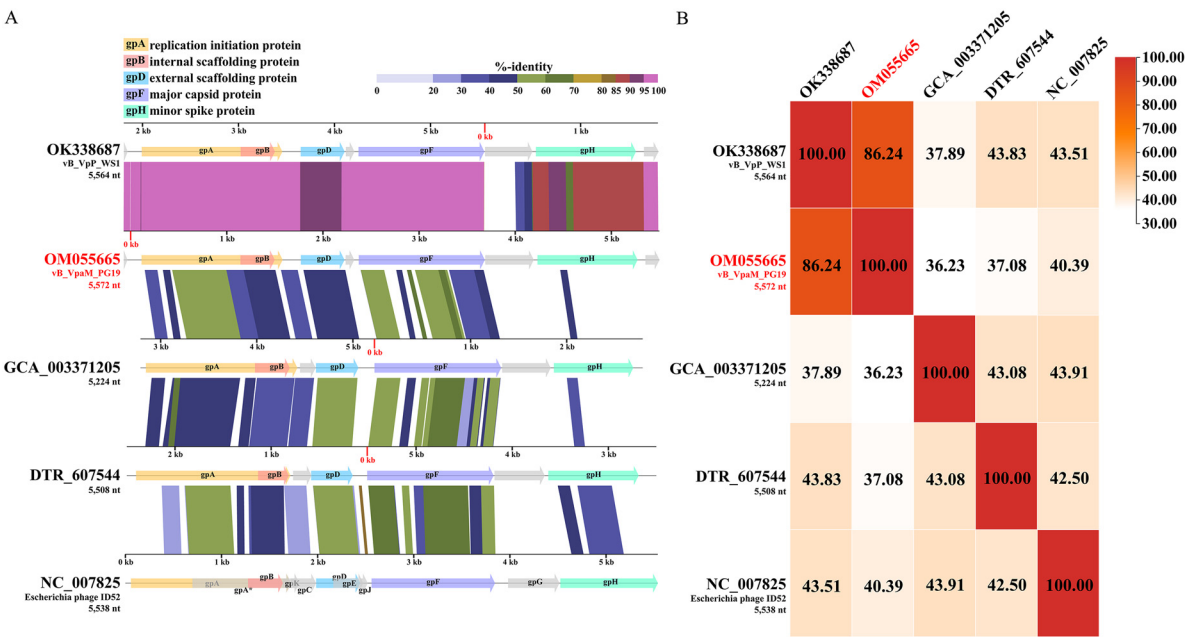 A
gpA replication initiation protein
gpB internal scaffolding protein
gpD external scaffolding protein
gpF major capsid protein
gpH minor spike protein
%-identity
0 20 30 40 50 60 70 80 85 90 95 100
2 kb 3 kb 4 kb 5 kb 0 kb 1 kb
OK338687
vB_VpP_WS1
5,564 nt
gpA gpB gpD gpF gpH
0 kb 1 kb 2 kb 3 kb 4 kb 5 kb
OM055665
vB_VpaM_PG19
5,572 nt
gpA gpB gpD gpF gpH
3 kb 4 kb 5 kb 0 kb 1 kb 2 kb
GCA_003371205
5,224 nt
gpA gpB gpD gpF gpH
2 kb 1 kb 0 kb 5 kb 4 kb 3 kb
DTR_607544
5,508 nt
gpA gpB gpD gpF gpH
0 kb 1 kb 2 kb 3 kb 4 kb 5 kb
NC_007825
Escherichia phage ID52
5,538 nt
gpA gpA* gpB gpK gpC gpD gpE gpJ gpF gpG gpH
B
OK338687 OM055665 GCA_003371205 DTR_607544 NC_007825
OK338687
vB_VpP_WS1
5,564 nt
100.00 86.24 37.89 43.83 43.51
OM055665
vB_VpaM_PG19
5,572 nt
86.24 100.00 36.23 37.08 40.39
GCA_003371205
5,224 nt
37.89 36.23 100.00 43.08 43.91
DTR_607544
5,508 nt
43.83 37.08 43.08 100.00 42.50
NC_007825
Escherichia phage ID52
5,538 nt
43.51 40.39 43.91 42.50 100.00
100.00
90.00
80.00
70.00
60.00
50.00
40.00
30.00